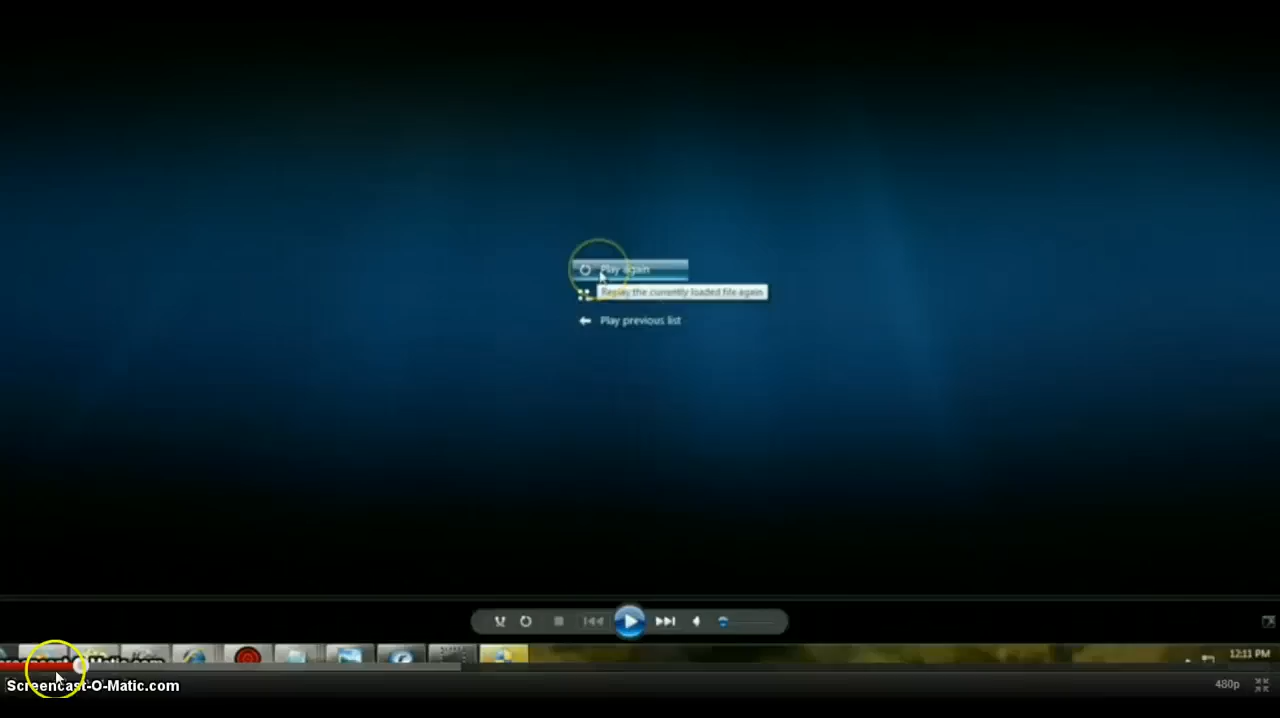 Play again
Replay the currently loaded file again
Play previous list
12:11 PM
Screencast-O-Matic.com
480p